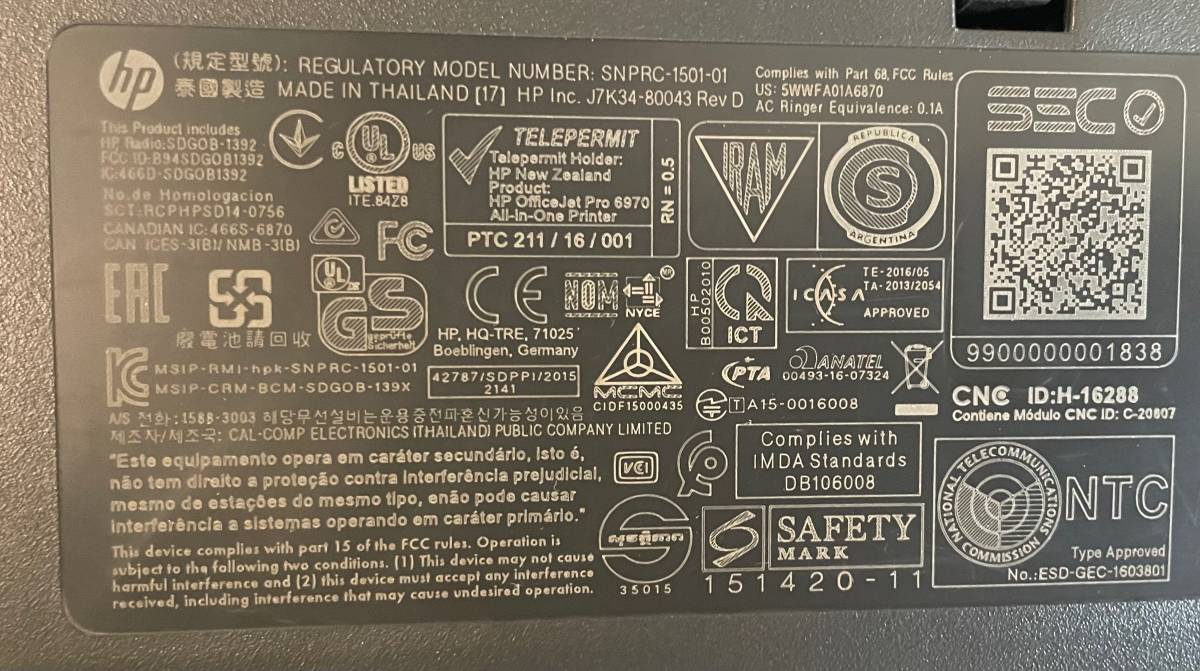 hp
(規定型號): REGULATORY MODEL NUMBER: SNPRC-1501-01
泰國製造 MADE IN THAILAND [17] HP Inc. J7K34-80043 Rev D
Complies with Part 68, FCC Rules
US: 5WWFA01A6870
AC Ringer Equivalence: 0.1A
This Product includes
HP Radio:SDGOB-1392
FCC ID:B94SDGOB1392
IC:466D-SDGOB1392
No.de Homologacion
SCT:RCPHPSD14-0756
CANADIAN IC:466S-6870
CAN ICES-3(B)/ NMB-3(B)
C UL US
LISTED
ITE.84Z8
FC
TELEPERMIT
Telepermit Holder:
HP New Zealand
Product:
HP OfficeJet Pro 6970
All-in-One Printer
PTC 211 / 16 / 001
RN = 0.5
IRAM
REPUBLICA
S
ARGENTINA
SEC
9900000001838
EAC
廢電池請回收
UL
GS
geprüfte
Sicherheit
CE
HP, HQ-TRE, 71025
Boeblingen, Germany
NOM
NYCE
HP
B00502010
ICT
ICASA
TE-2016/05
TA-2013/2054
APPROVED
MSIP-RMI-hpk-SNPRC-1501-01
MSIP-CRM-BCM-SDGOB-139X
42787/SDPPI/2015
2141
MCMC
CIDF15000435
PTA
ANATEL
00493-16-07324
T A15-0016008
CNC ID:H-16288
Contiene Módulo CNC ID: C-20807
A/S 전화:1588-3003 해당무선설비는운용중전파혼신가능성이있음
제조자/제조국: CAL-COMP ELECTRONICS (THAILAND) PUBLIC COMPANY LIMITED
"Este equipamento opera em caráter secundário, isto é,
não tem direito a proteção contra interferência prejudicial,
mesmo de estações do mesmo tipo, enão pode causar
interferência a sistemas operando em caráter primário."
VCI
Complies with
IMDA Standards
DB106008
This device complies with part 15 of the FCC rules. Operation is
subject to the following two conditions. (1) This device may not cause
harmful interference and (2) this device must accept any interference
received, including interference that may cause undesired operation.
35015
SAFETY
MARK
151420-11
NATIONAL TELECOMMUNICATIONS COMMISSION
NTC
Type Approved
No.:ESD-GEC-1603801